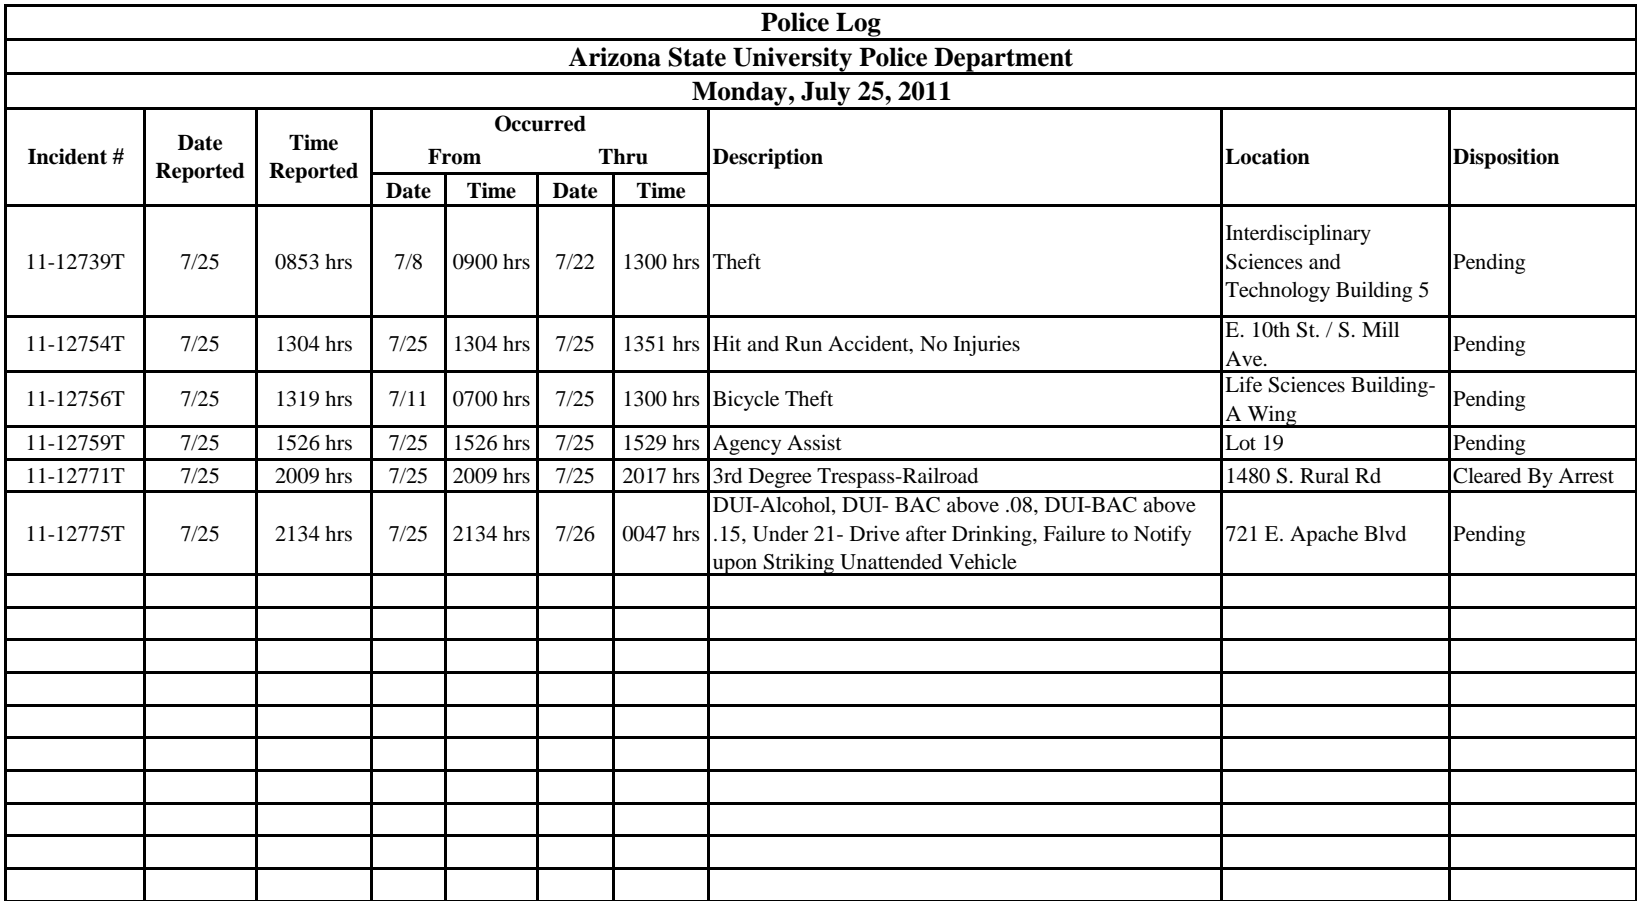 Police Log
Arizona State University Police Department
Monday, July 25, 2011
Incident # Date Reported Time Reported Occurred From Thru Description Location Disposition
Date Time Date Time
11-12739T 7/25 0853 hrs 7/8 0900 hrs 7/22 1300 hrs Theft Interdisciplinary Sciences and Technology Building 5 Pending
11-12754T 7/25 1304 hrs 7/25 1304 hrs 7/25 1351 hrs Hit and Run Accident, No Injuries E. 10th St. / S. Mill Ave. Pending
11-12756T 7/25 1319 hrs 7/11 0700 hrs 7/25 1300 hrs Bicycle Theft Life Sciences Building-A Wing Pending
11-12759T 7/25 1526 hrs 7/25 1526 hrs 7/25 1529 hrs Agency Assist Lot 19 Pending
11-12771T 7/25 2009 hrs 7/25 2009 hrs 7/25 2017 hrs 3rd Degree Trespass-Railroad 1480 S. Rural Rd Cleared By Arrest
11-12775T 7/25 2134 hrs 7/25 2134 hrs 7/26 0047 hrs DUI-Alcohol, DUI- BAC above .08, DUI-BAC above .15, Under 21- Drive after Drinking, Failure to Notify upon Striking Unattended Vehicle 721 E. Apache Blvd Pending